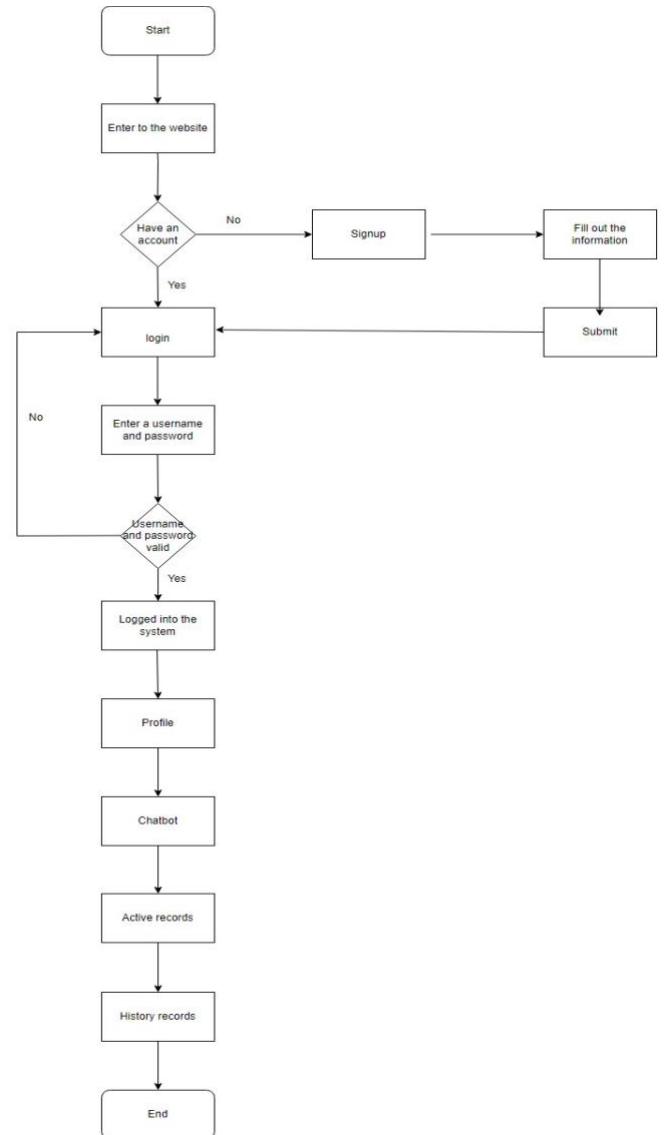 Start
Enter to the website
Have an
account
No
Signup
Fill out the
information
Yes
login
Submit
No
Enter a username
and password
Username
and password
valid
Yes
Logged into the
system
Profile
Chatbot
Active records
History records
End